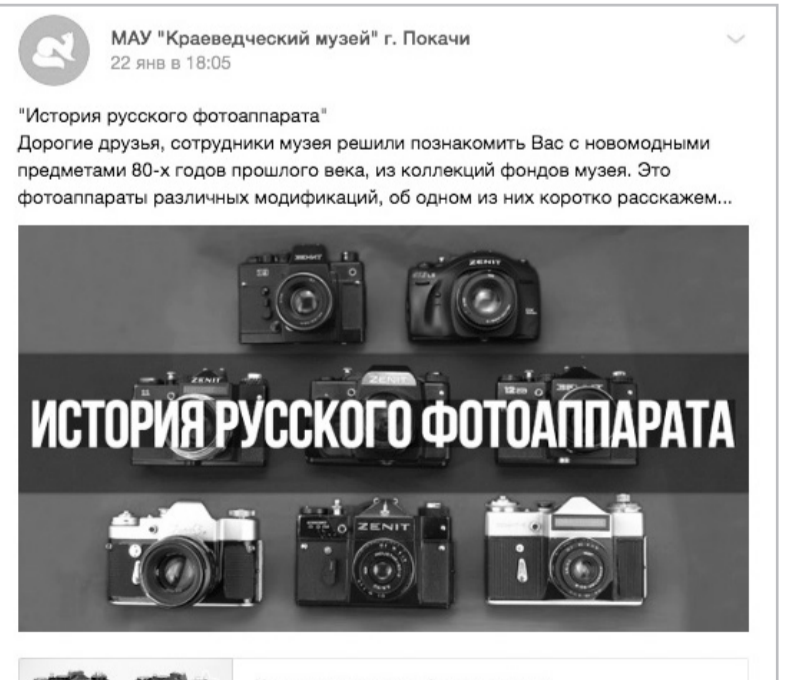 МАУ "Краеведческий музей" г. Покачи
22 янв в 18:05
"История русского фотоаппарата"
Дорогие друзья, сотрудники музея решили познакомить Вас с новомодными
предметами 80-х годов прошлого века, из коллекций фондов музея. Это
фотоаппараты различных модификаций, об одном из них коротко расскажем...
ZENIT
ZENIT
ZENIT
11
ZENIT
ИСТОРИЯ РУССКОГО ФОТОАППАРАТА
ZENIT